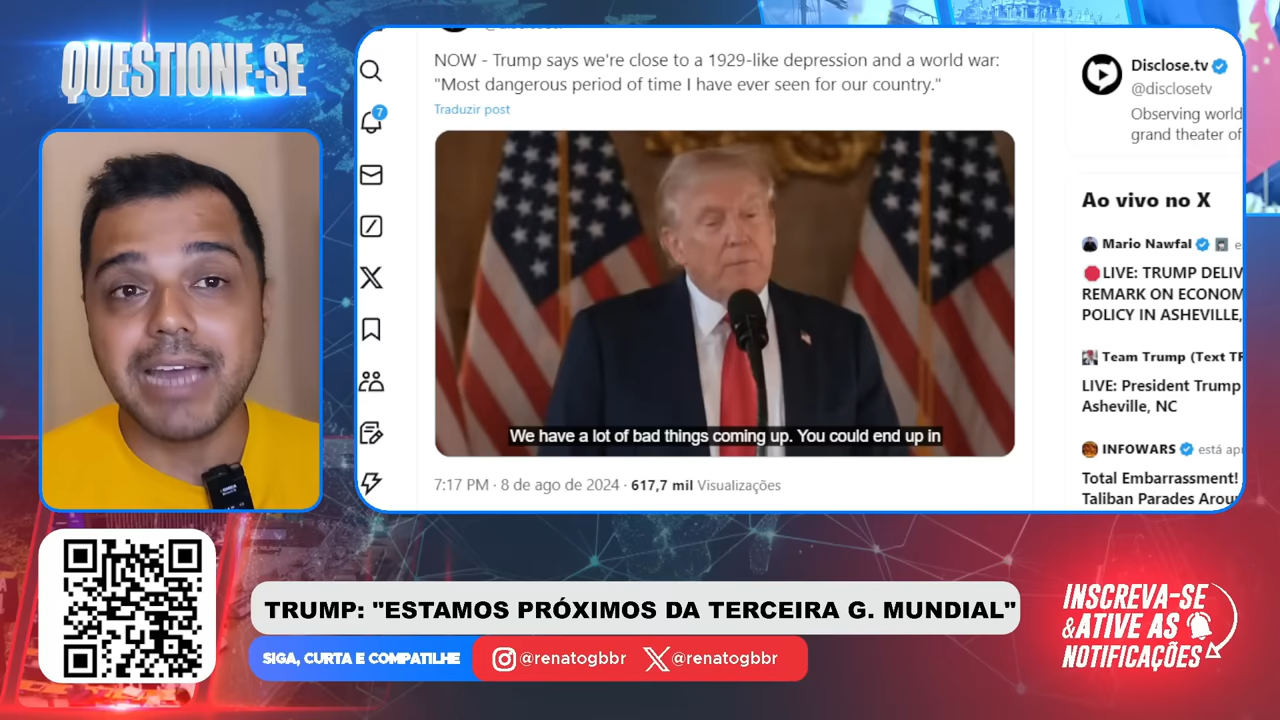 QUESTIONE-SE
NOW - Trump says we're close to a 1929-like depression and a world war:
"Most dangerous period of time I have ever seen for our country."
Traduzir post
7
We have a lot of bad things coming up. You could end up in
7:17 PM · 8 de ago de 2024 · 617,7 mil Visualizações
Disclose.tv
@disclosetv
Observing world
grand theater of
Ao vivo no X
Mario Nawfal
LIVE: TRUMP DELIV
REMARK ON ECONOM
POLICY IN ASHEVILLE,
Team Trump (Text TR
LIVE: President Trump
Asheville, NC
INFOWARS está apr
Total Embarrassment!
Taliban Parades Arou
TRUMP: "ESTAMOS PRÓXIMOS DA TERCEIRA G. MUNDIAL"
SIGA, CURTA E COMPATILHE @renatogbbr @renatogbbr
INSCREVA-SE
&ATIVE AS
NOTIFICAÇÕES